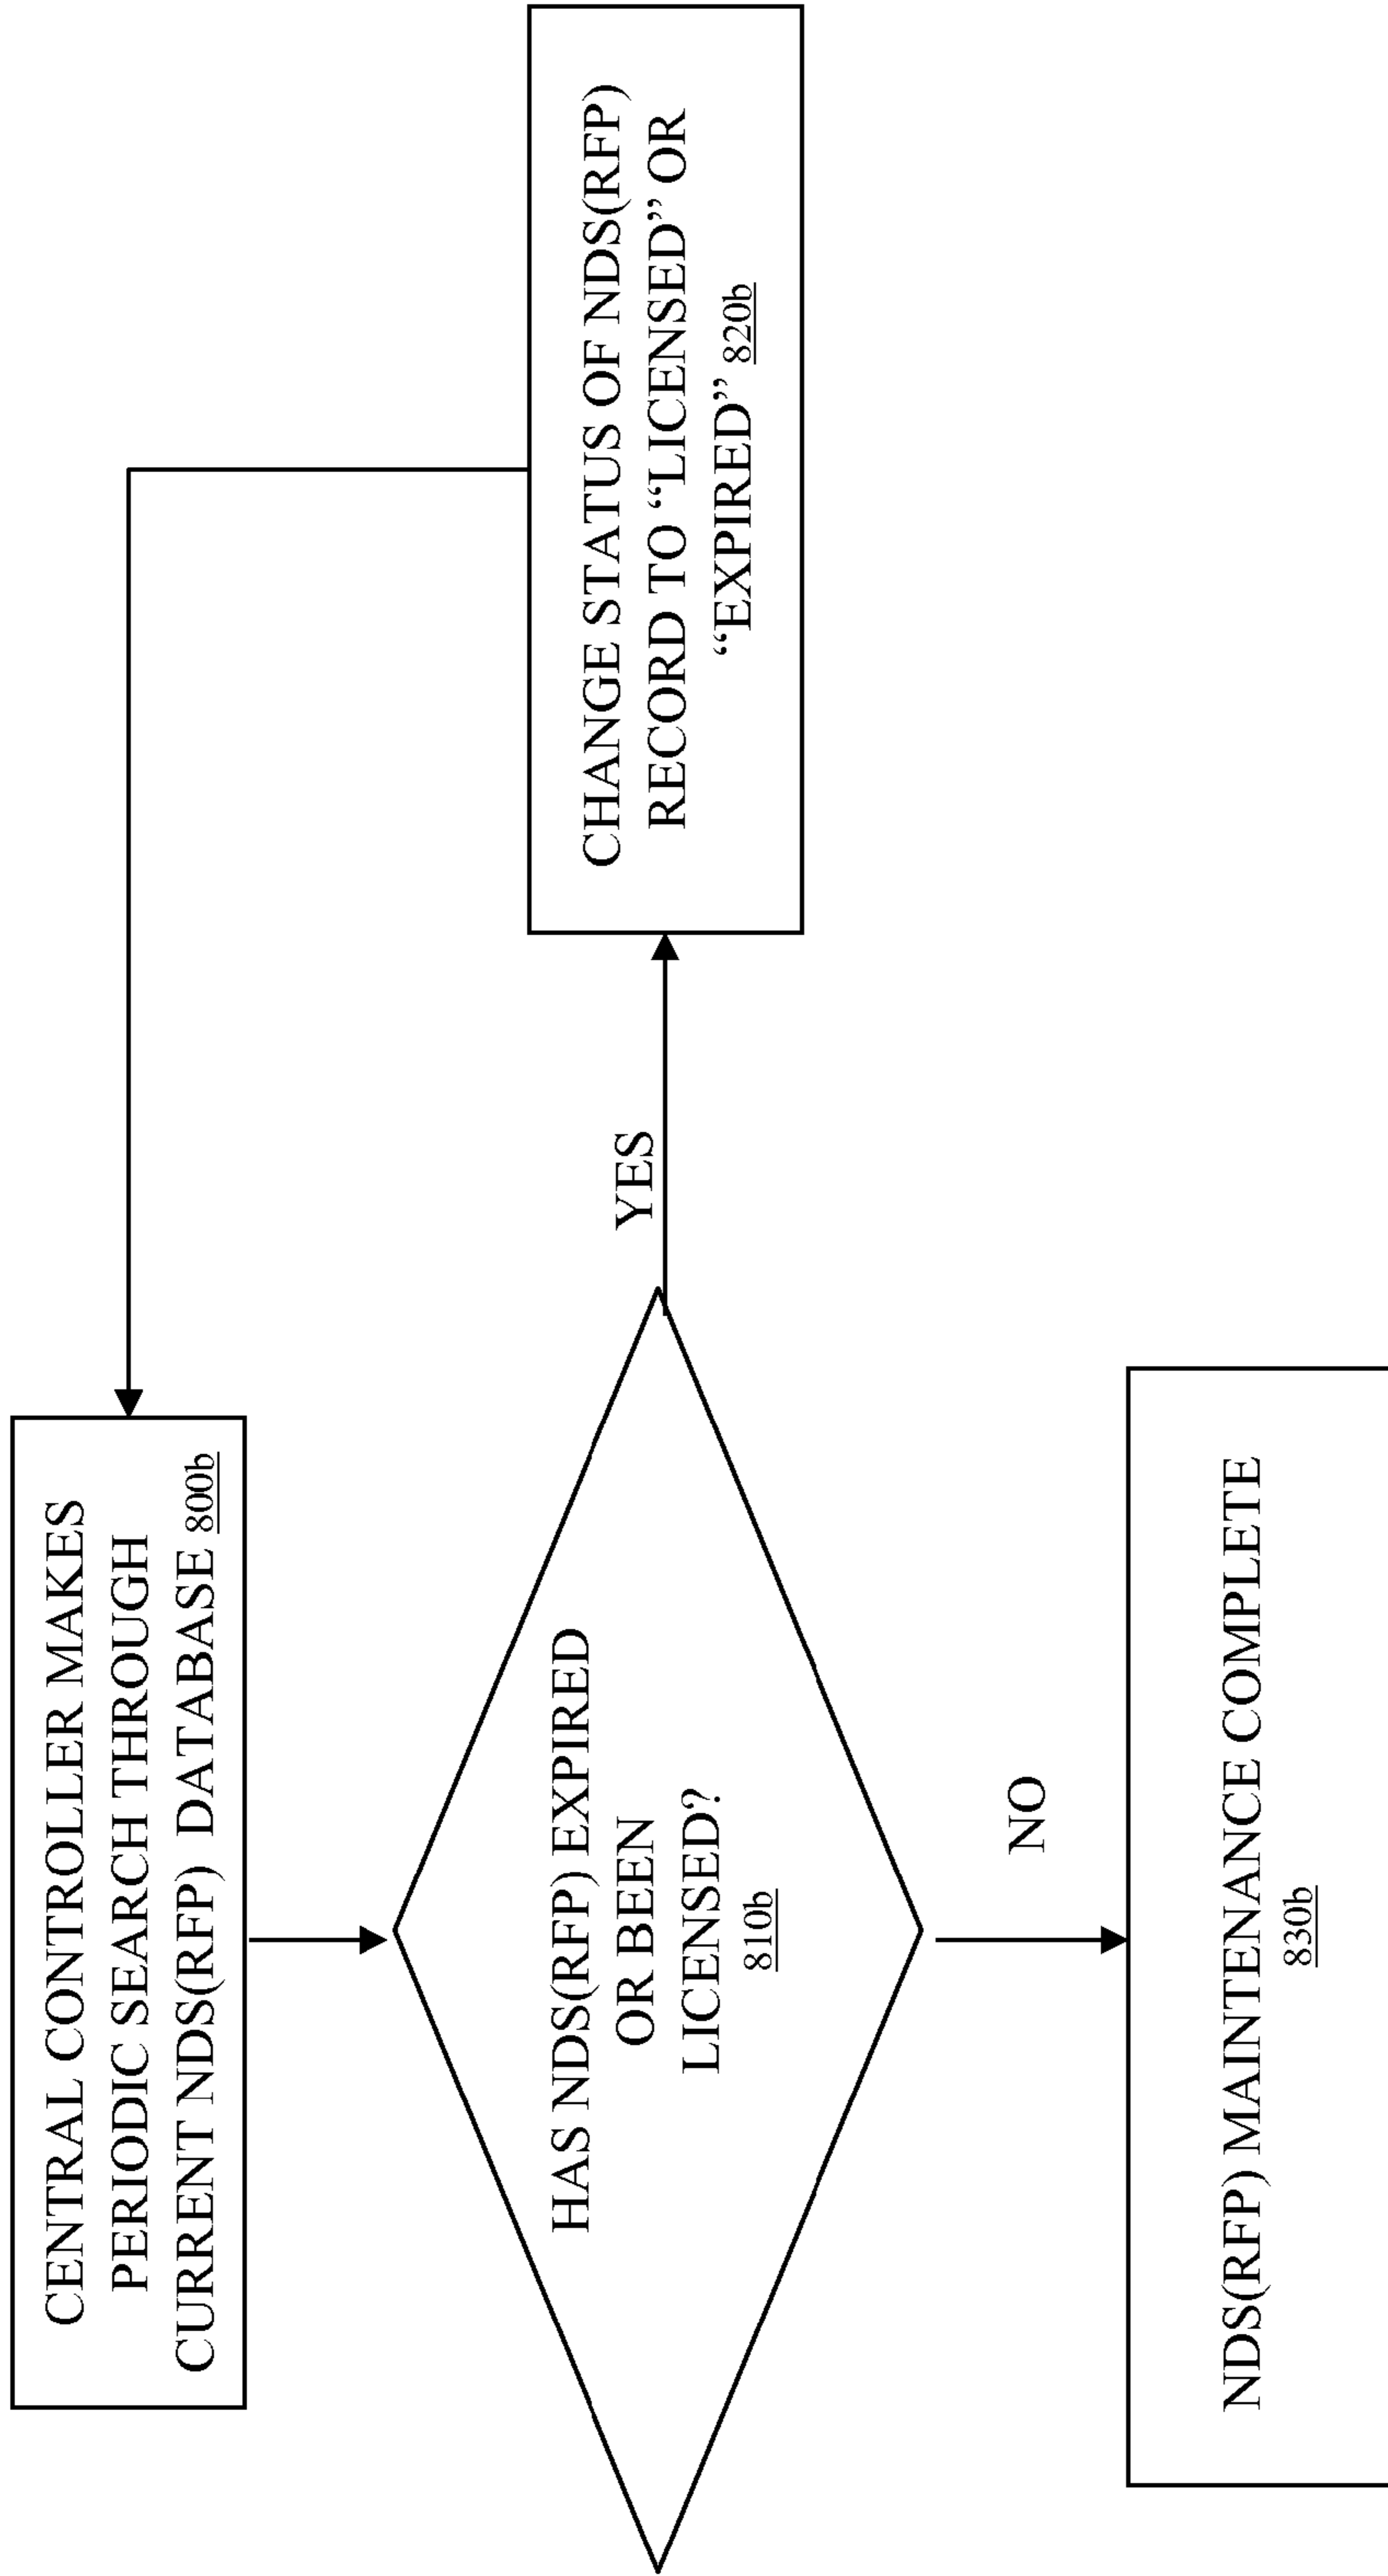 CENTRAL CONTROLLER MAKES
PERIODIC SEARCH THROUGH
CURRENT NDS(RFP) DATABASE 800b
HAS NDS(RFP) EXPIRED
OR BEEN
LICENSED?
810b
YES
CHANGE STATUS OF NDS(RFP)
RECORD TO “LICENSED” OR
“EXPIRED” 820b
NO
NDS(RFP) MAINTENANCE COMPLETE
830b